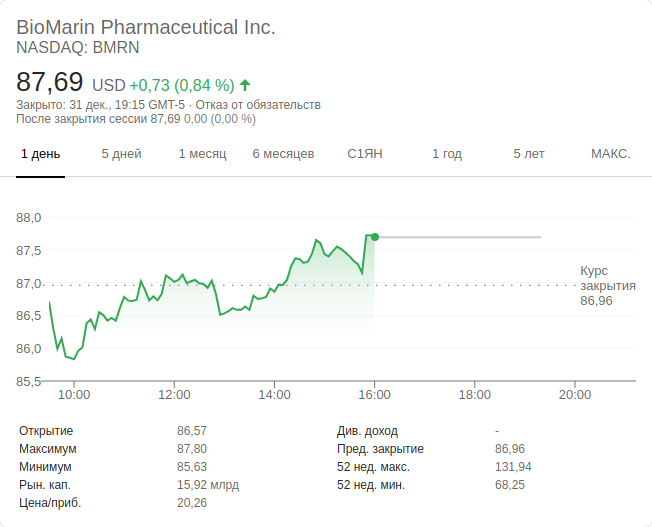 BioMarin Pharmaceutical Inc.
NASDAQ: BMRN
87,69 USD +0,73 (0,84 %)
Закрыто: 31 дек., 19:15 GMT-5 · Отказ от обязательств
После закрытия сессии 87,69 0,00 (0,00 %)
1 день 5 дней 1 месяц 6 месяцев С1ЯН 1 год 5 лет МАКС.
88,0
87,5
87,0
86,5
86,0
85,5
Курс
закрытия
86,96
10:00 12:00 14:00 16:00 18:00 20:00
Открытие 86,57 Див. доход -
Максимум 87,80 Пред. закрытие 86,96
Минимум 85,63 52 нед. макс. 131,94
Рын. кап. 15,92 млрд 52 нед. мин. 68,25
Цена/приб. 20,26